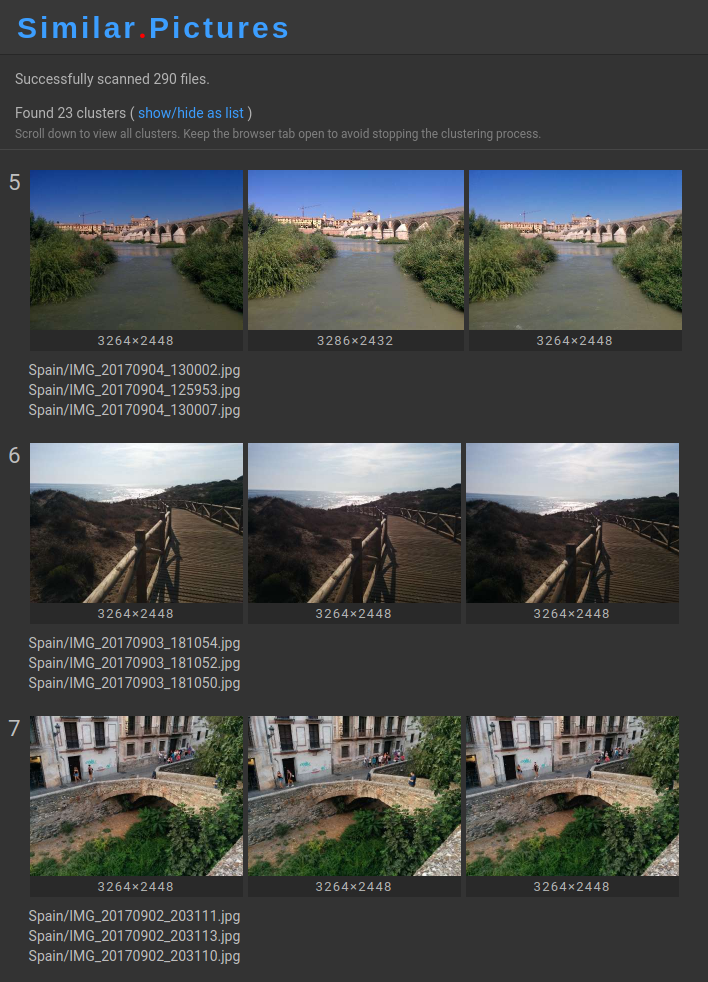 Similar.Pictures
Successfully scanned 290 files.
Found 23 clusters ( show/hide as list )
Scroll down to view all clusters. Keep the browser tab open to avoid stopping the clustering process.
5
3264×2448 3286×2432 3264×2448
Spain/IMG_20170904_130002.jpg
Spain/IMG_20170904_125953.jpg
Spain/IMG_20170904_130007.jpg
6
3264×2448 3264×2448 3264×2448
Spain/IMG_20170903_181054.jpg
Spain/IMG_20170903_181052.jpg
Spain/IMG_20170903_181050.jpg
7
3264×2448 3264×2448 3264×2448
Spain/IMG_20170902_203111.jpg
Spain/IMG_20170902_203113.jpg
Spain/IMG_20170902_203110.jpg